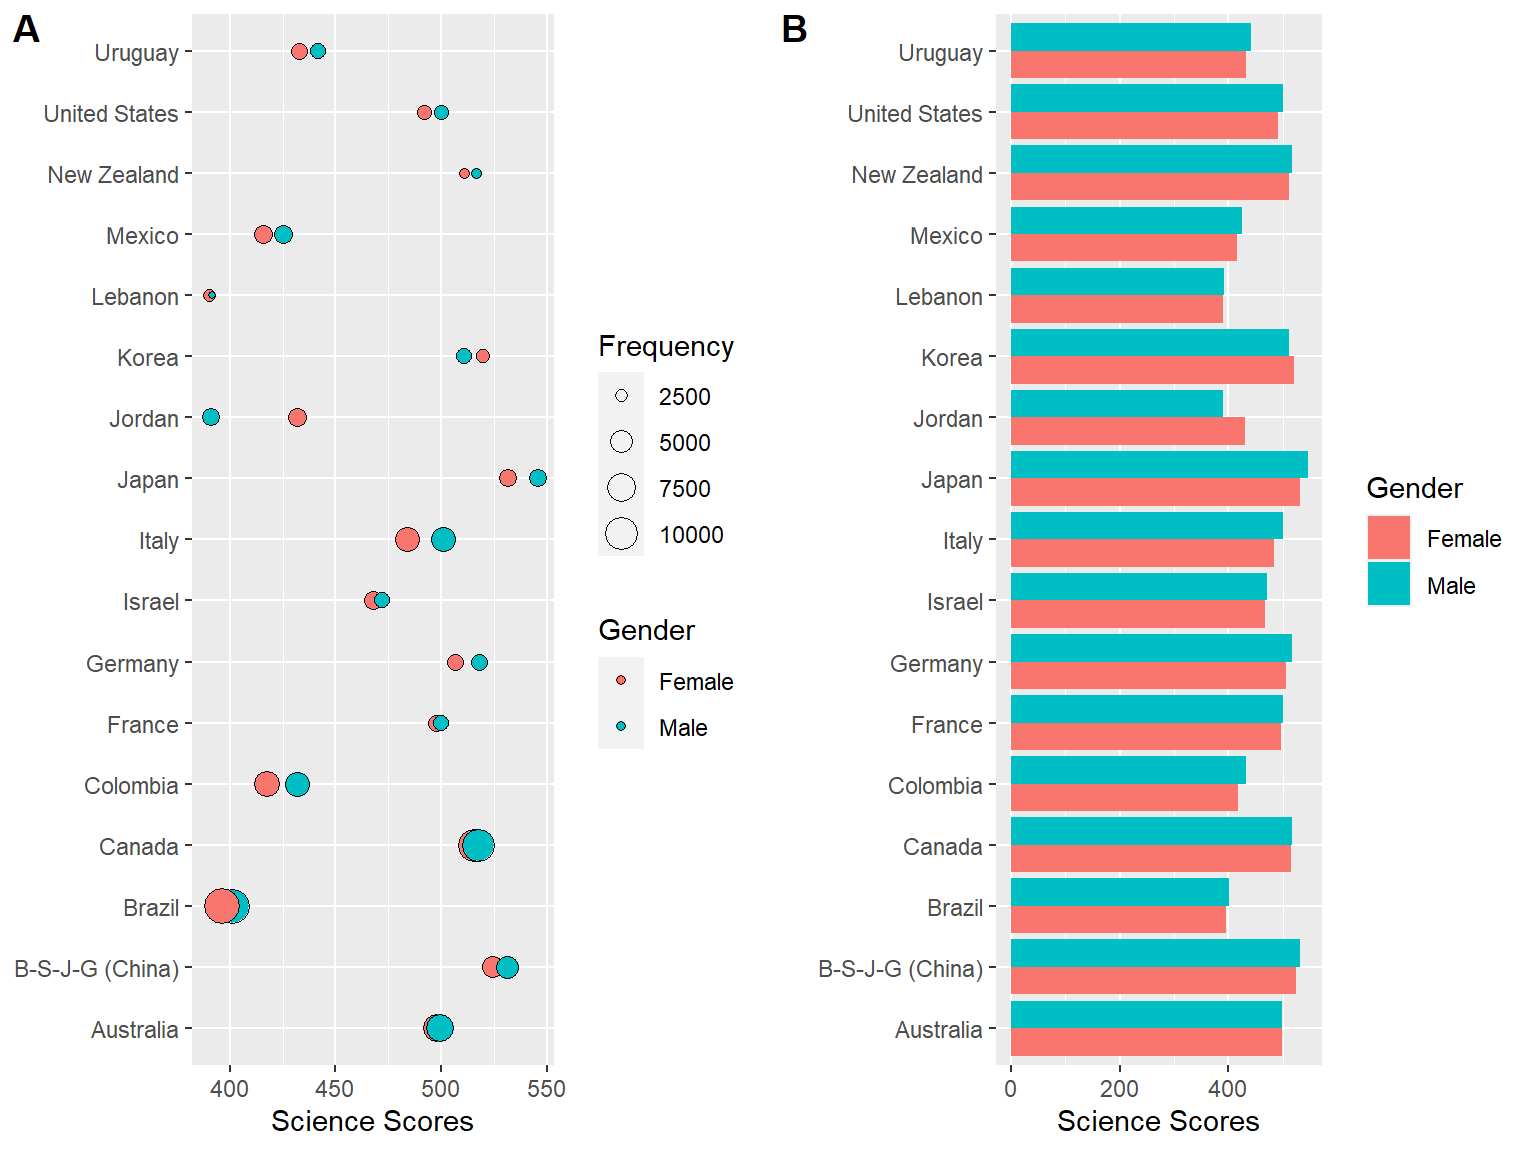 A
Uruguay
United States
New Zealand
Mexico
Lebanon
Korea
Jordan
Japan
Italy
Israel
Germany
France
Colombia
Canada
Brazil
B-S-J-G (China)
Australia
400 450 500 550
Science Scores
Frequency
2500
5000
7500
10000
Gender
Female
Male
B
Uruguay
United States
New Zealand
Mexico
Lebanon
Korea
Jordan
Japan
Italy
Israel
Germany
France
Colombia
Canada
Brazil
B-S-J-G (China)
Australia
0 200 400
Science Scores
Gender
Female
Male